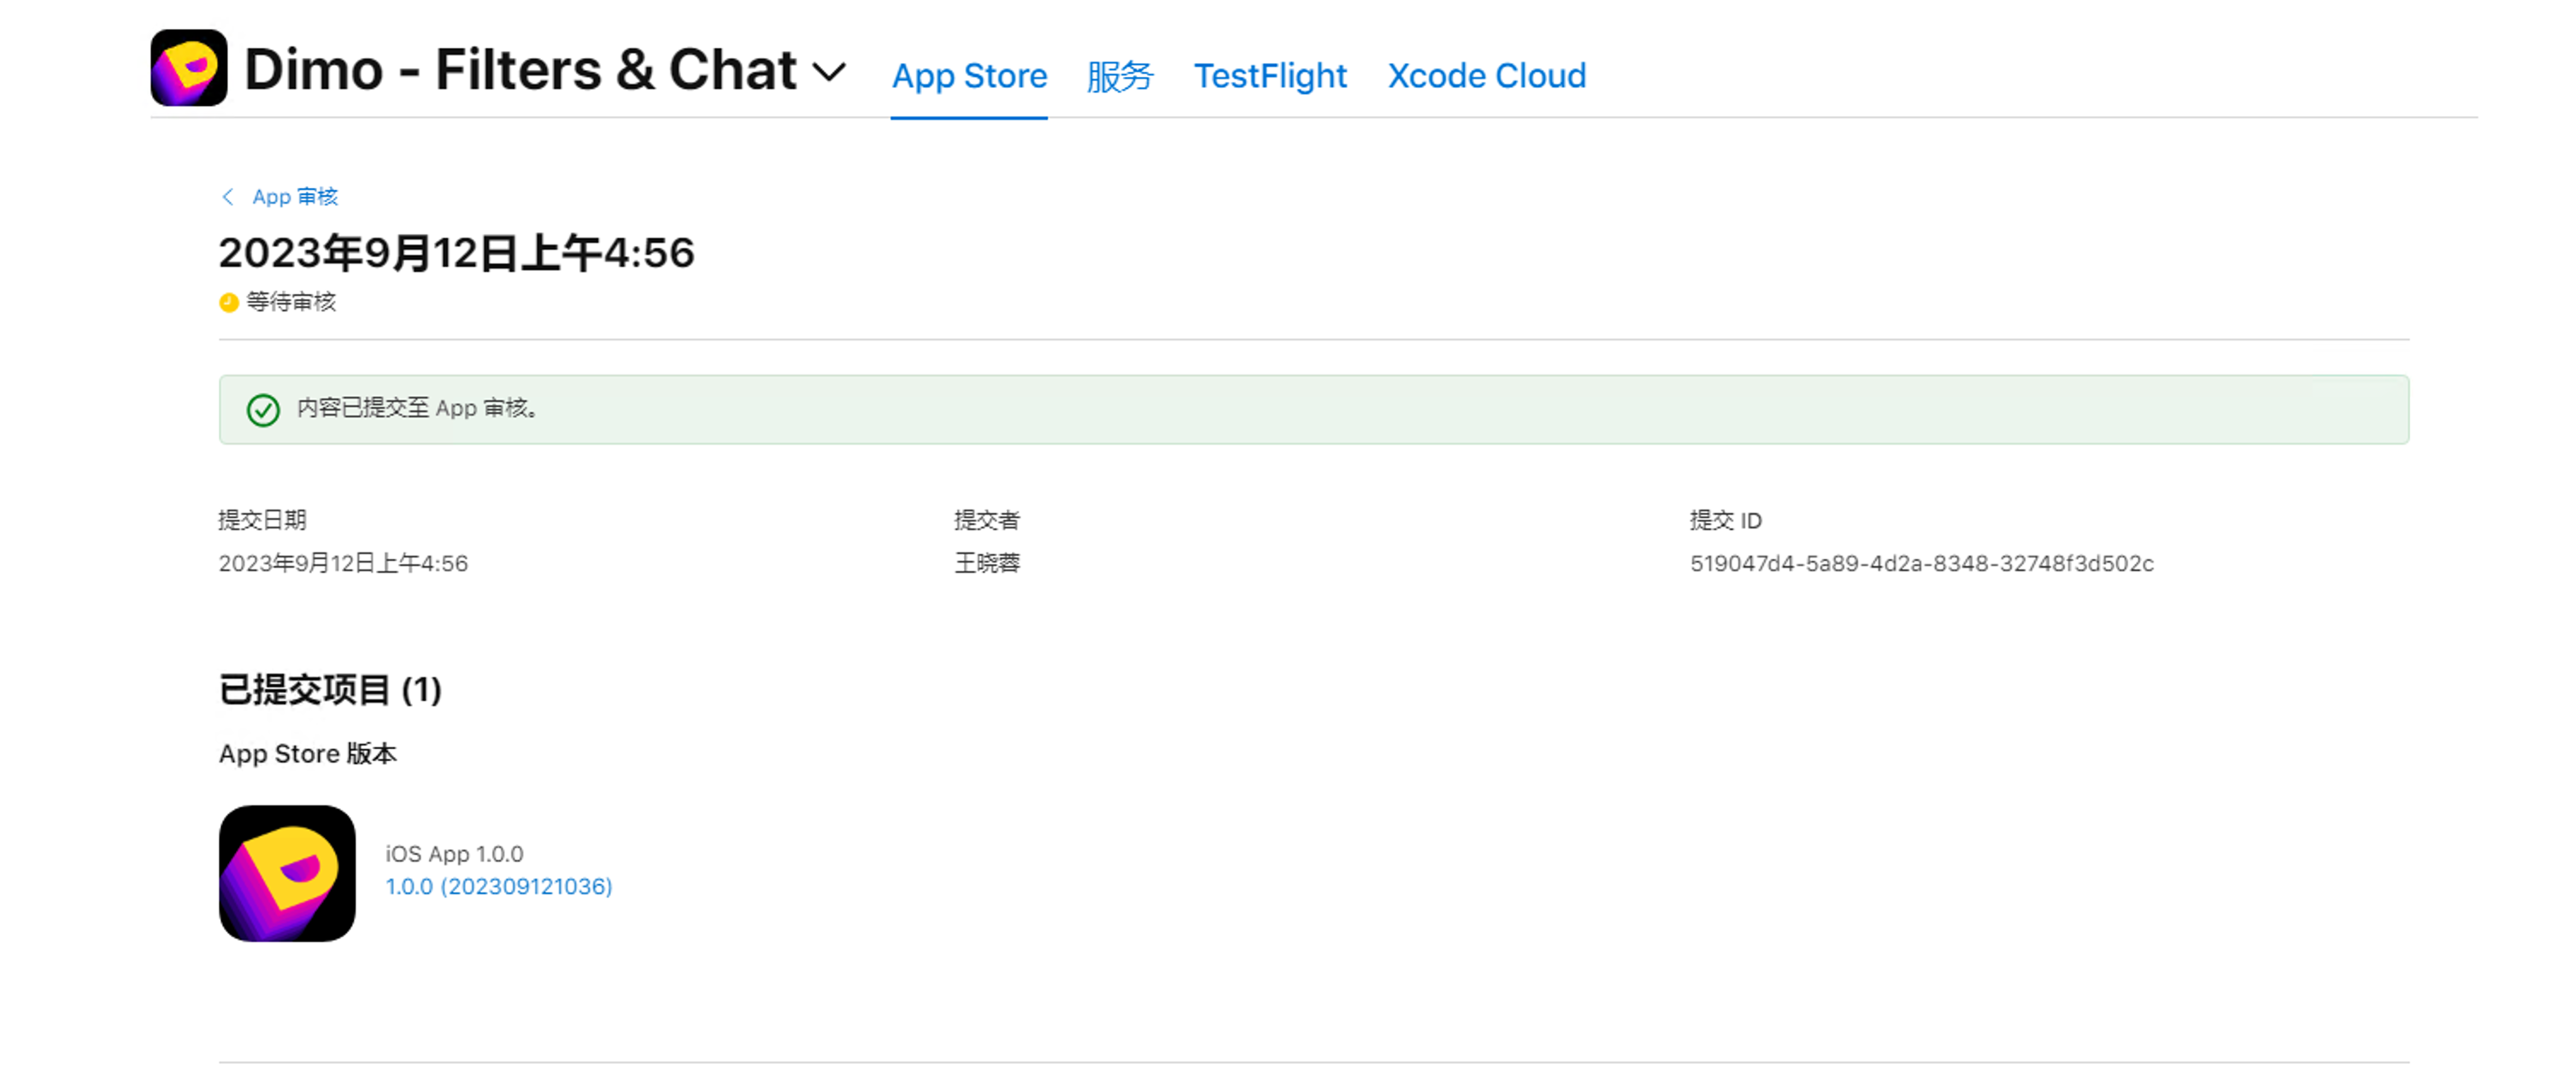 Dimo - Filters & Chat
App Store 服务 TestFlight Xcode Cloud
App 审核
2023年9月12日上午4:56
等待审核
内容已提交至 App 审核。
提交日期 提交者 提交 ID
2023年9月12日上午4:56 王晓蓉 519047d4-5a89-4d2a-8348-32748f3d502c
已提交项目 (1)
App Store 版本
iOS App 1.0.0
1.0.0 (202309121036)